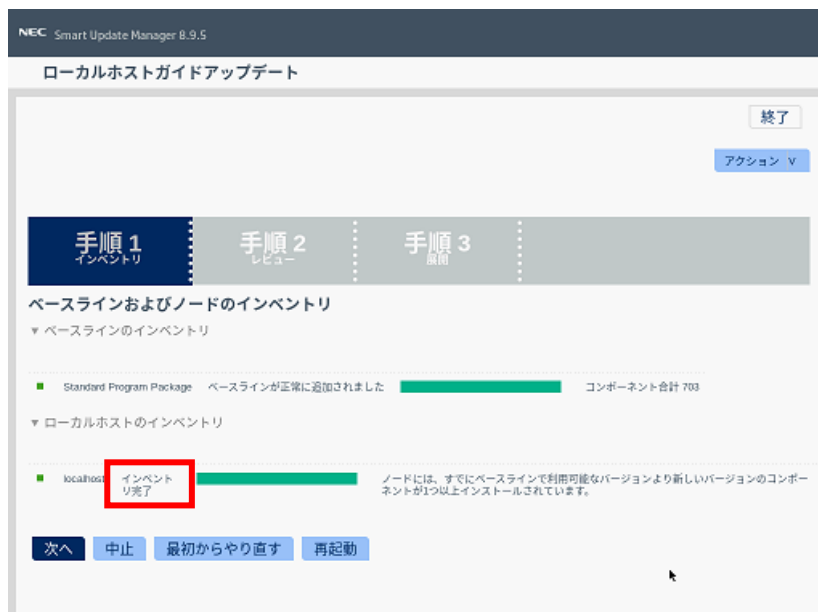 NEC Smart Update Manager 8.9.5
ローカルホストガイドアップデート
終了
アクション ∨
手順 1
インベントリ
手順 2
レビュー
手順 3
展開
ベースラインおよびノードのインベントリ
▼ ベースラインのインベントリ
Standard Program Package ベースラインが正常に追加されました コンポーネント合計 703
▼ ローカルホストのインベントリ
localhost インベント
リ完了
ノードには、すでにベースラインで利用可能なバージョンより新しいバージョンのコンポー
ネントが1つ以上インストールされています。
次へ 中止 最初からやり直す 再起動